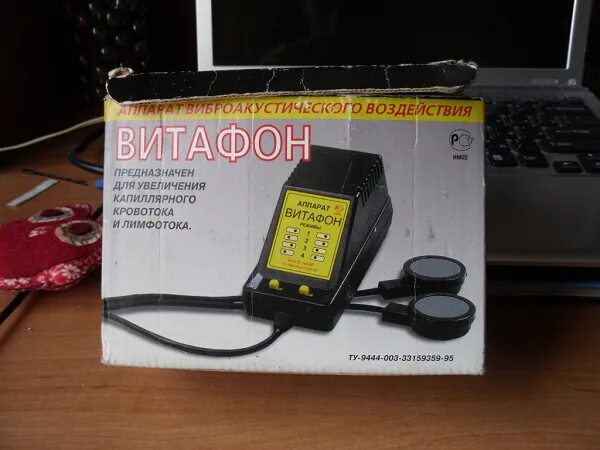 АППАРАТ ВИБРОАКУСТИЧЕСКОГО ВОЗДЕЙСТВИЯ
ВИТАФОН
ПРЕДНАЗНАЧЕН
ДЛЯ УВЕЛИЧЕНИЯ
КАПИЛЛЯРНОГО
КРОВОТОКА
И ЛИМФОТОКА.
ИМ02
АППАРАТ
ВИТАФОН
РЕЖИМЫ
1
2
3
4
ТУ-9444-003-33159359-95